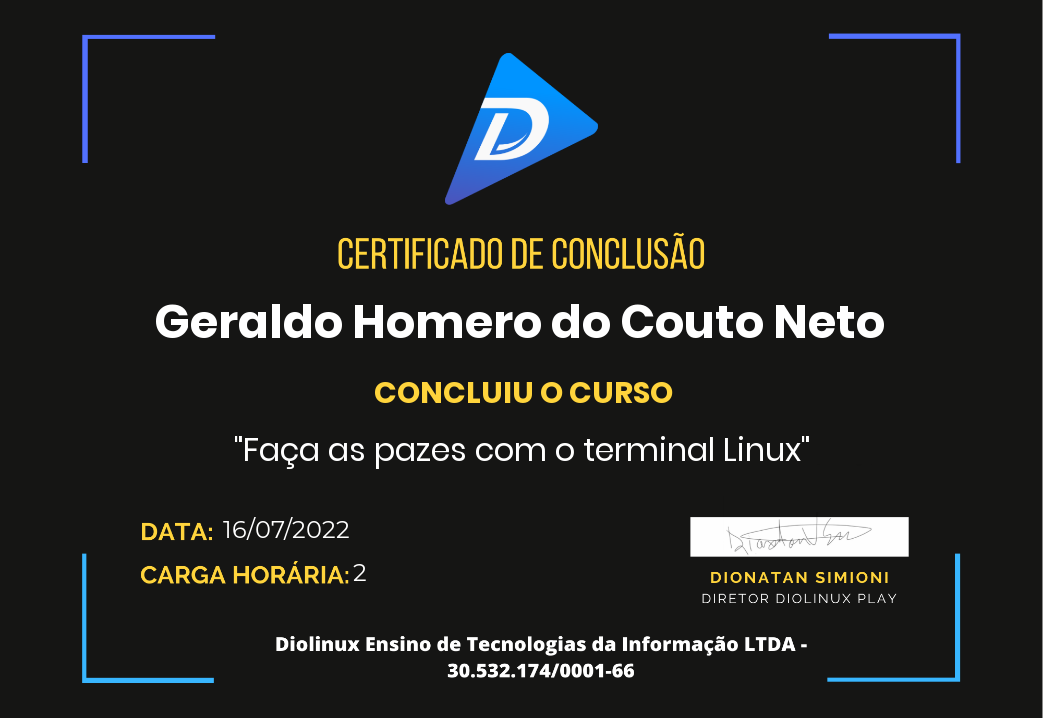 D
CERTIFICADO DE CONCLUSÃO
Geraldo Homero do Couto Neto
CONCLUIU O CURSO
"Faça as pazes com o terminal Linux"
DATA: 16/07/2022
CARGA HORÁRIA: 2
DIONATAN SIMIONI
DIRETOR DIOLINUX PLAY
Diolinux Ensino de Tecnologias da Informação LTDA -
30.532.174/0001-66